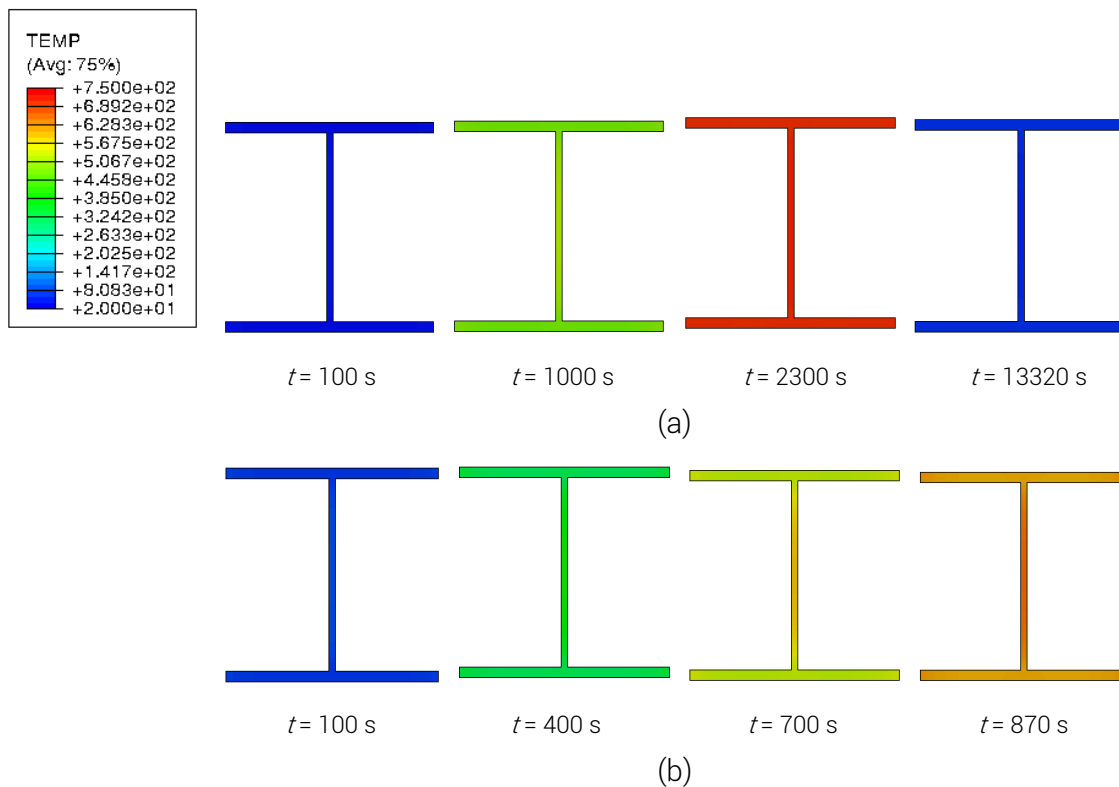 TEMP
(Avg: 75%)
+7.500e+02
+6.892e+02
+6.283e+02
+5.675e+02
+5.067e+02
+4.458e+02
+3.850e+02
+3.242e+02
+2.633e+02
+2.025e+02
+1.417e+02
+8.083e+01
+2.000e+01
t = 100 s
t = 1000 s
t = 2300 s
t = 13320 s
(a)
t = 100 s
t = 400 s
t = 700 s
t = 870 s
(b)